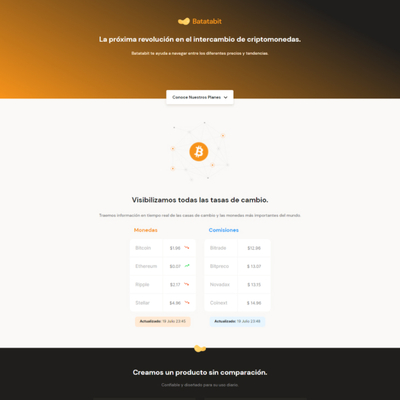 Batatabit
La próxima revolución en el intercambio de criptomonedas.
Batatabit te ayuda a navegar entre los diferentes precios y tendencias.
Conoce Nuestros Planes
Visibilizamos todas las tasas de cambio.
Traemos información en tiempo real de las casas de cambio y las monedas más importantes del mundo.
Monedas
Bitcoin $1.96
Ethereum $0.07
Ripple $2.17
Stellar $4.96
Actualizado: 19 Julio 23:45
Comisiones
Bitrade $12.96
Bitpreco $ 13.07
Novadax $ 13.15
Coinext $ 14.96
Actualizado: 19 Julio 23:45
Creamos un producto sin comparación.
Confiable y diseñado para su uso diario.